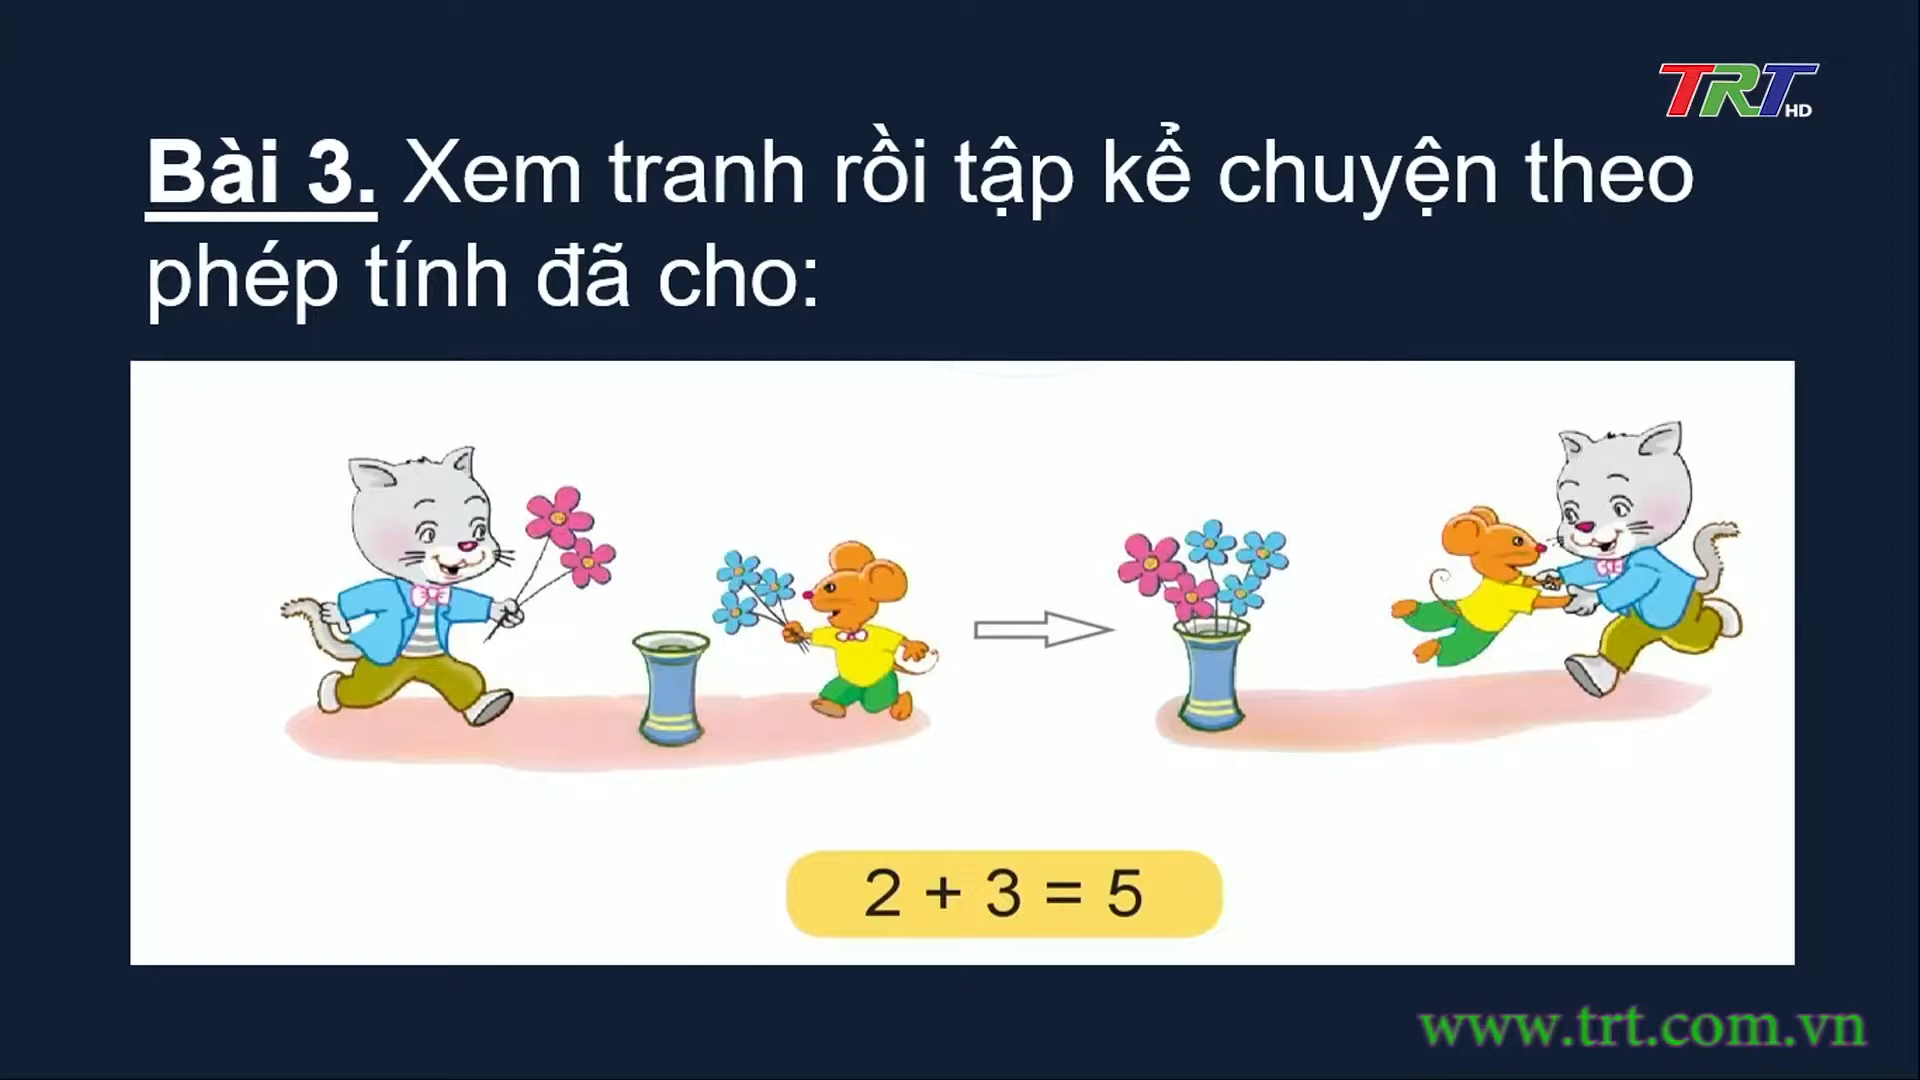 TRT HD
Bài 3. Xem tranh rồi tập kể chuyện theo
phép tính đã cho:
2 + 3 = 5
www.trt.com.vn